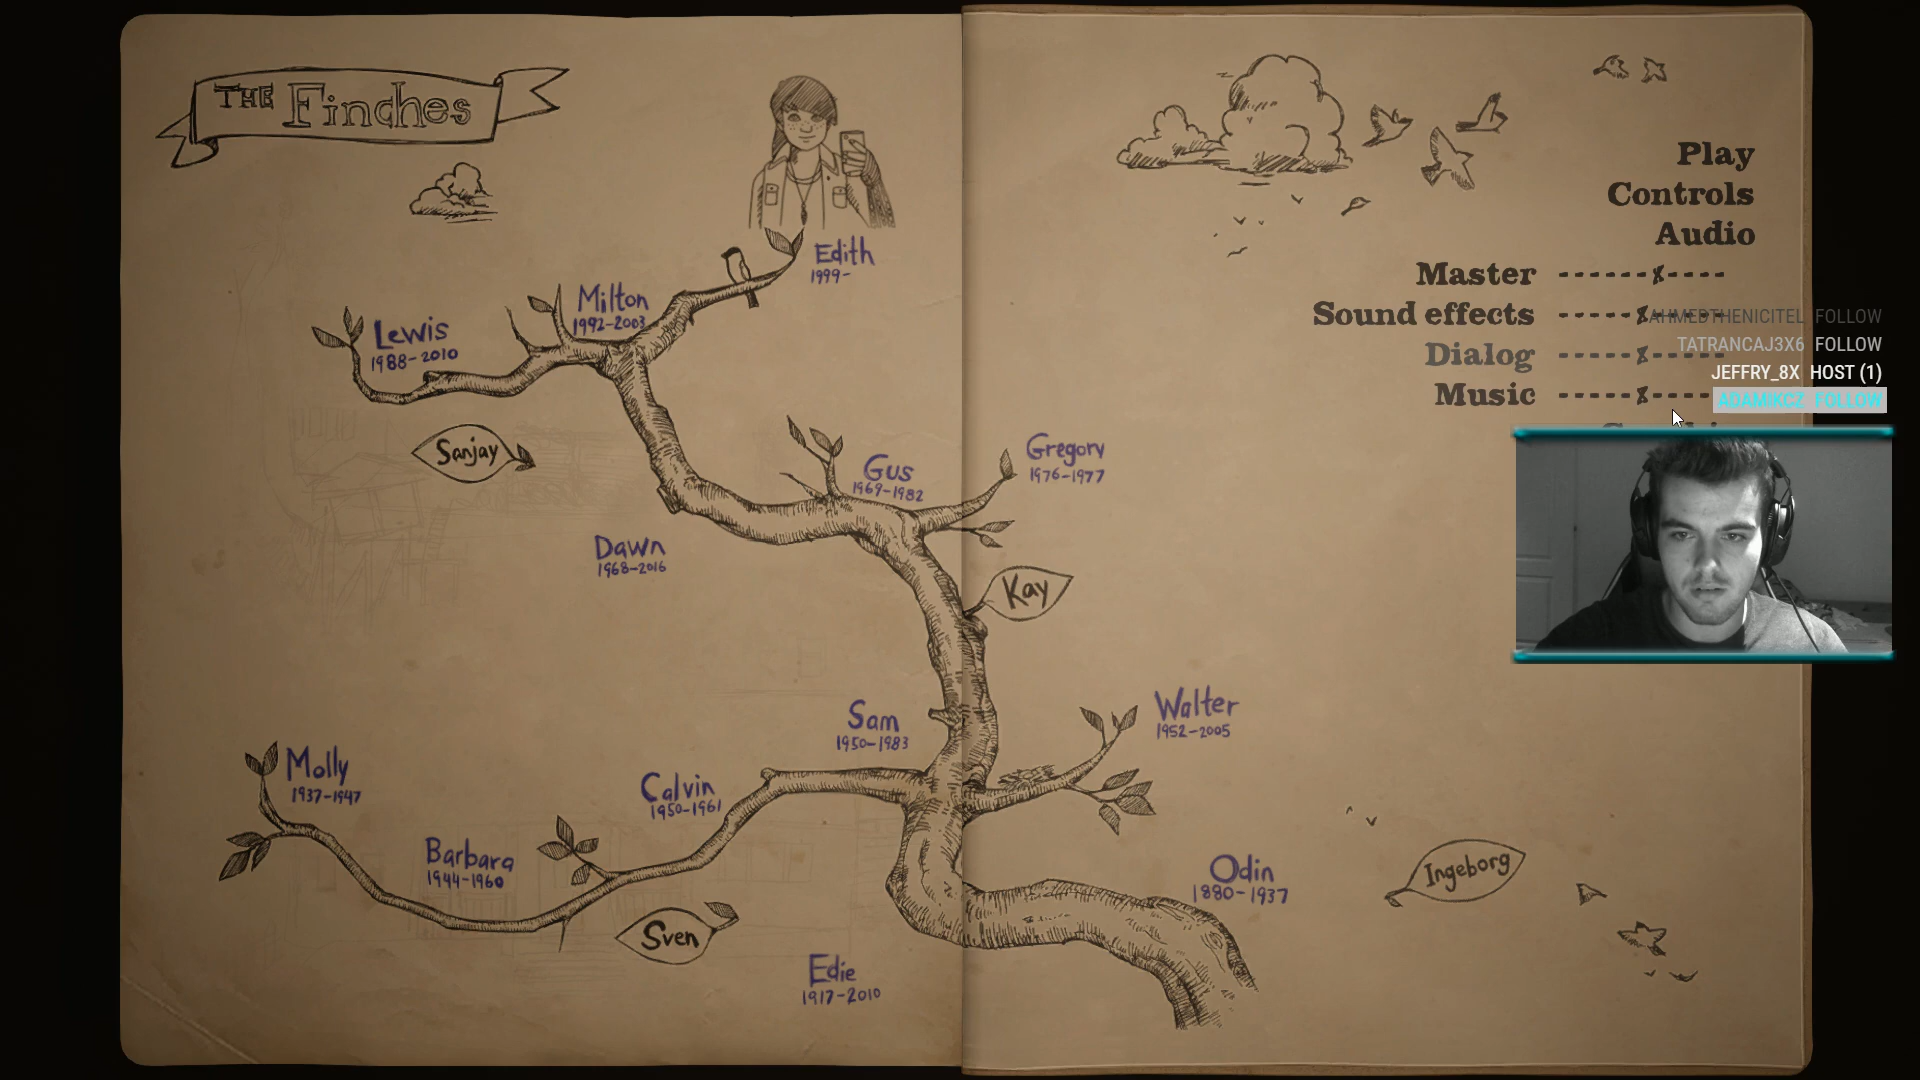 THE Finches
Edith
1999-
Milton
1992-2003
Lewis
1988-2010
Sanjay
Gus
1969-1982
Gregory
1976-1977
Dawn
1968-2016
Kay
Sam
1950-1983
Walter
1952-2005
Molly
1937-1947
Calvin
1950-1961
Barbara
1944-1960
Sven
Odin
1880-1937
Ingeborg
Edie
1917-2010
Play
Controls
Audio
Master
Sound effects
Dialog
Music
AHMEDTHENICITEL FOLLOW
TATRANCAJ3X6 FOLLOW
JEFFRY_8X HOST (1)
ADAMIKCZ FOLLOW